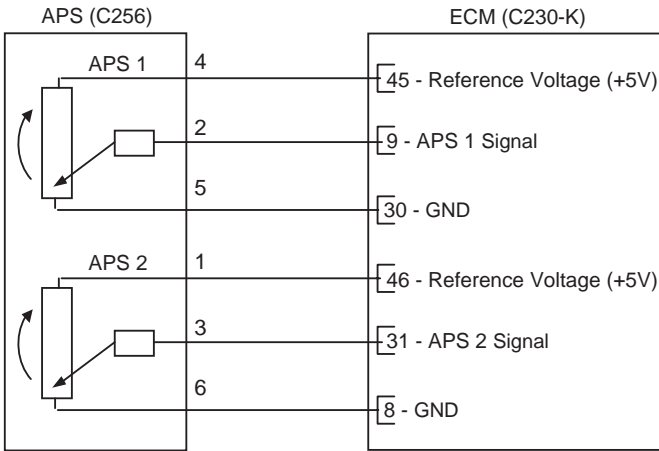 APS (C256)
ECM (C230-K)
APS 1
4
45 - Reference Voltage (+5V)
2
9 - APS 1 Signal
5
30 - GND
APS 2
1
46 - Reference Voltage (+5V)
3
31 - APS 2 Signal
6
8 - GND